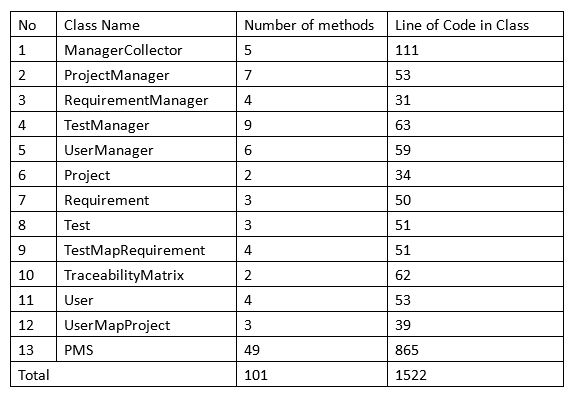 No Class Name Number of methods Line of Code in Class
1 ManagerCollector 5 111
2 ProjectManager 7 53
3 RequirementManager 4 31
4 TestManager 9 63
5 UserManager 6 59
6 Project 2 34
7 Requirement 3 50
8 Test 3 51
9 TestMapRequirement 4 51
10 TraceabilityMatrix 2 62
11 User 4 53
12 UserMapProject 3 39
13 PMS 49 865
Total 101 1522